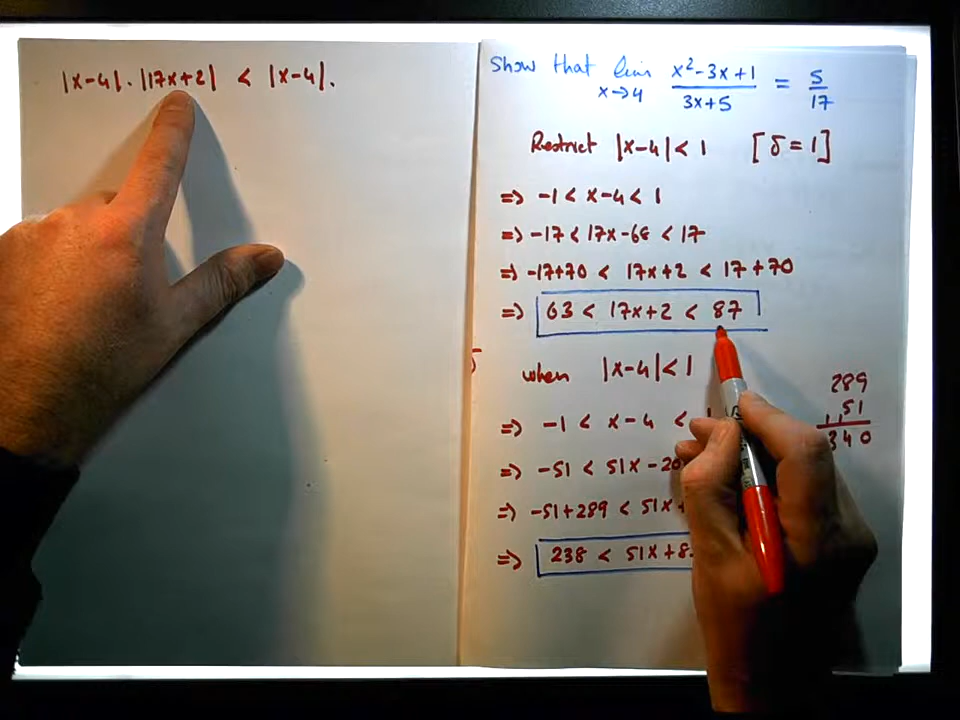 |x-4|.|17x+2| < |x-4|.
Show that lim x→4 x²-3x+1 / 3x+5 = 5/17
Restrict |x-4|<1 [δ=1]
=> -1 < x-4 < 1
=> -17 < 17x-68 < 17
=> -17+70 < 17x+2 < 17+70
=> 63 < 17x+2 < 87
when |x-4|<1
289
51
340
=> -1 < x-4 <
=> -51 < 51x-20
=> -51+289 < 51x+
=> 238 < 51x+8